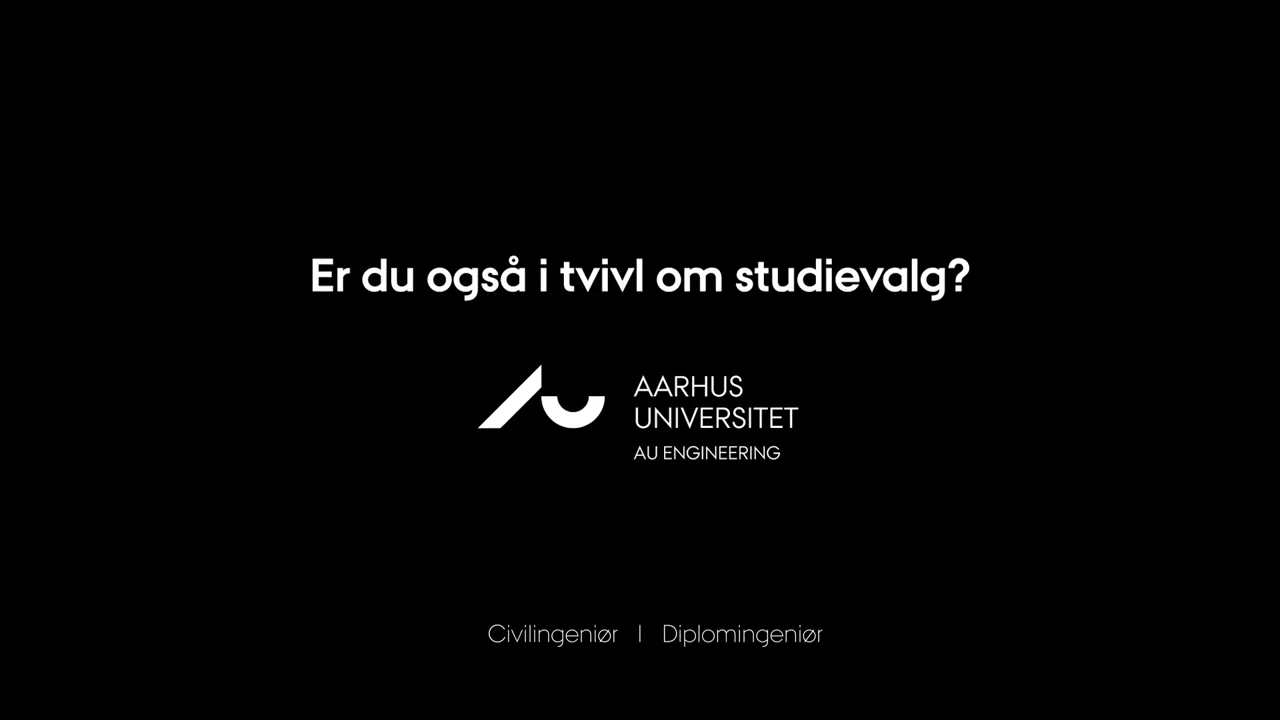 Er du også i tvivl om studievalg?
AARHUS
UNIVERSITET
AU ENGINEERING
Civilingeniør | Diplomingeniør